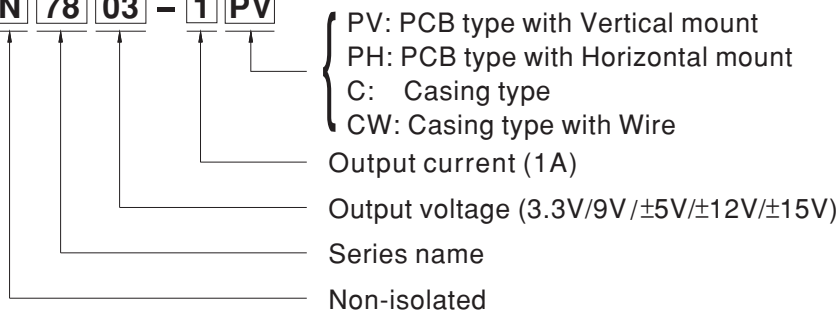 N 78 03 – 1 PV
PV: PCB type with Vertical mount
PH: PCB type with Horizontal mount
C: Casing type
CW: Casing type with Wire
Output current (1A)
Output voltage (3.3V/9V/±5V/±12V/±15V)
Series name
Non-isolated